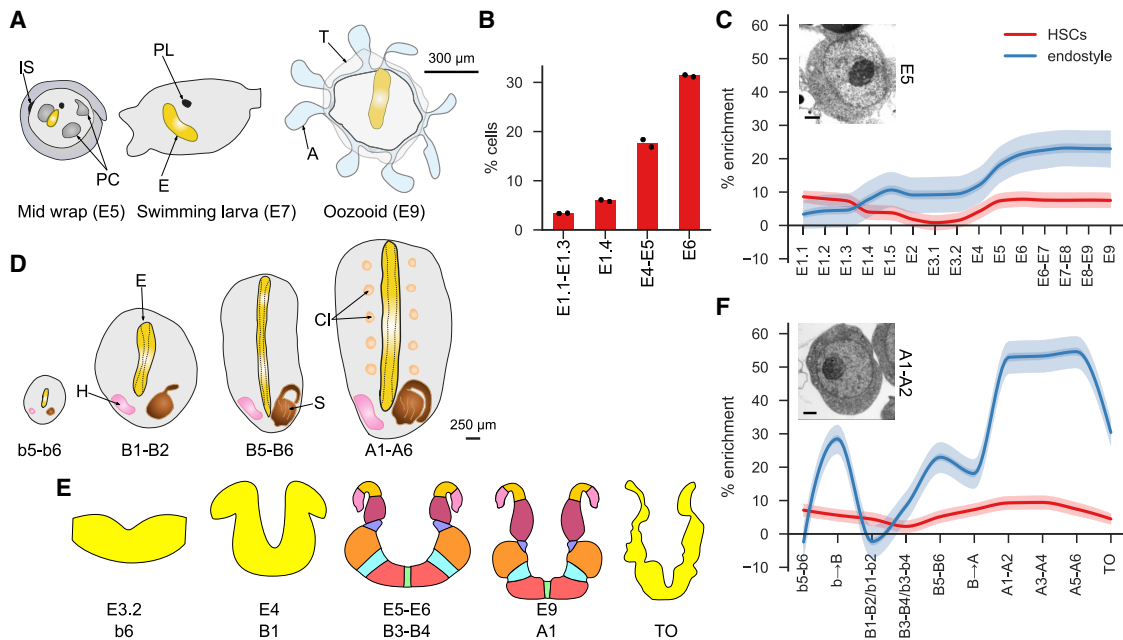 A
IS
PL
PC
E
T
A
300 µm
Mid wrap (E5)
Swimming larva (E7)
Oozooid (E9)
B
% cells
30
20
10
0
E1.1-E1.3
E1.4
E4-E5
E6
C
% enrichment
60
50
40
30
20
10
0
−10
E5
HSCs
endostyle
E1.1
E1.2
E1.3
E1.4
E1.5
E2
E3.1
E3.2
E4
E5
E6
E6-E7
E7-E8
E8-E9
E9
D
E
H
CI
S
250 µm
b5-b6
B1-B2
B5-B6
A1-A6
E
E3.2
b6
E4
B1
E5-E6
B3-B4
E9
A1
TO
F
% enrichment
60
50
40
30
20
10
0
−10
A1-A2
b5-b6
b→B
B1-B2/b1-b2
B3-B4/b3-b4
B5-B6
B→A
A1-A2
A3-A4
A5-A6
TO